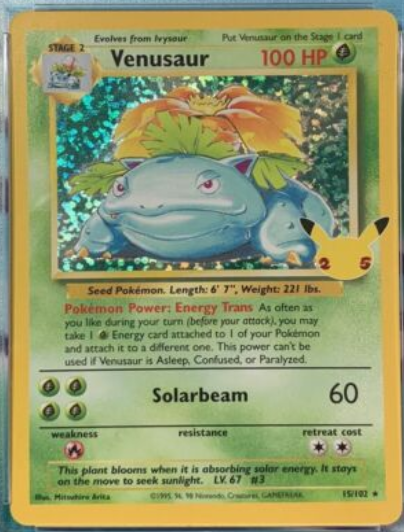 Evolves from Ivysaur Put Venusaur on the Stage 1 card
STAGE 2
Venusaur 100 HP
25
Seed Pokémon. Length: 6' 7", Weight: 221 lbs.
Pokémon Power: Energy Trans As often as
you like during your turn (before your attack), you may
take 1 Energy card attached to 1 of your Pokémon
and attach it to a different one. This power can't be
used if Venusaur is Asleep, Confused, or Paralyzed.
Solarbeam 60
weakness resistance retreat cost
This plant blooms when it is absorbing solar energy. It stays
on the move to seek sunlight. LV. 67 #3
Illus. Mitsuhiro Arita ©1995, 96, 98 Nintendo, Creatures, GAMEFREAK. 15/102 ★